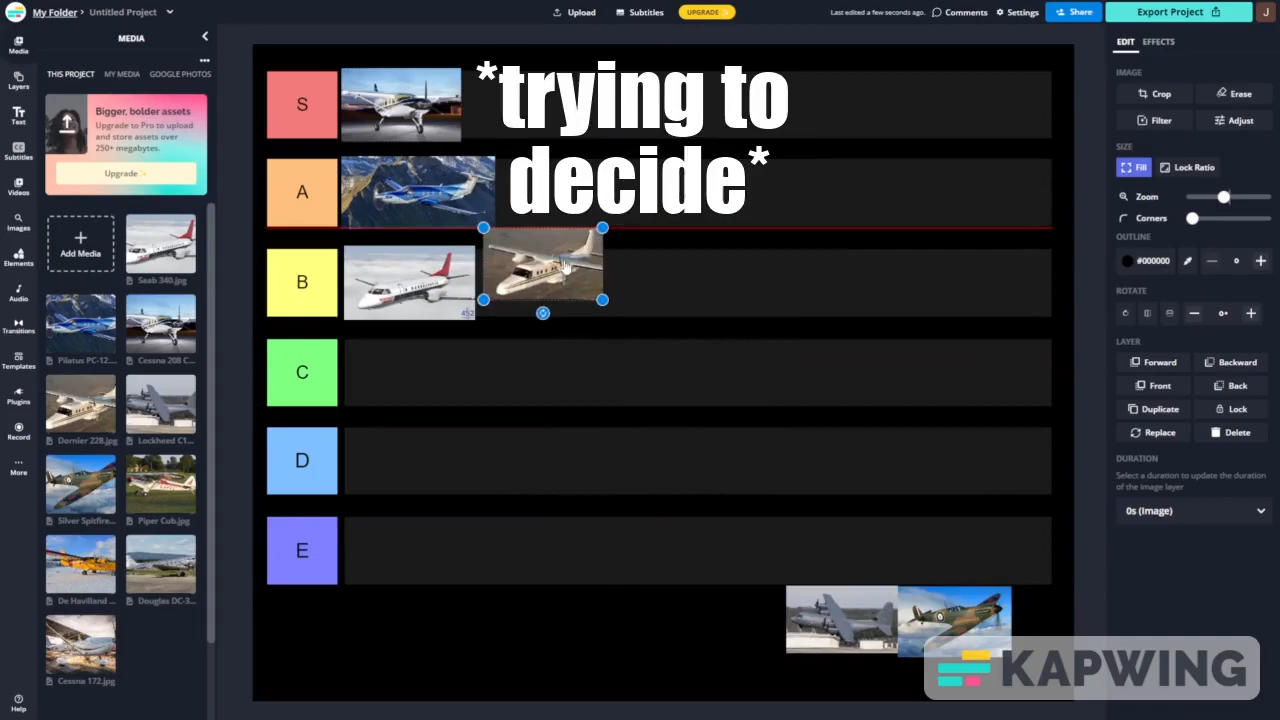 My Folder › Untitled Project
Upload
Subtitles
UPGRADE
Last edited a few seconds ago.
Comments
Settings
Share
Export Project
J
Media
Layers
Text
Subtitles
Videos
Images
Elements
Audio
Transitions
Templates
Plugins
Record
More
Help
MEDIA
THIS PROJECT
MY MEDIA
GOOGLE PHOTOS
Bigger, bolder assets
Upgrade to Pro to upload
and store assets over
250+ megabytes.
Upgrade
Add Media
Saab 340.jpg
Pilatus PC-12....
Cessna 208 C...
Dornier 228.jpg
Lockheed C1...
Silver Spitfire...
Piper Cub.jpg
De Havilland ...
Douglas DC-3...
Cessna 172.jpg
*trying to
decide*
S
A
B
C
D
E
452
KAPWING
EDIT
EFFECTS
IMAGE
Crop
Erase
Filter
Adjust
SIZE
Fill
Lock Ratio
Zoom
Corners
OUTLINE
#000000
0
ROTATE
0°
LAYER
Forward
Backward
Front
Back
Duplicate
Lock
Replace
Delete
DURATION
Select a duration to update the duration
of the image layer
0s (Image)